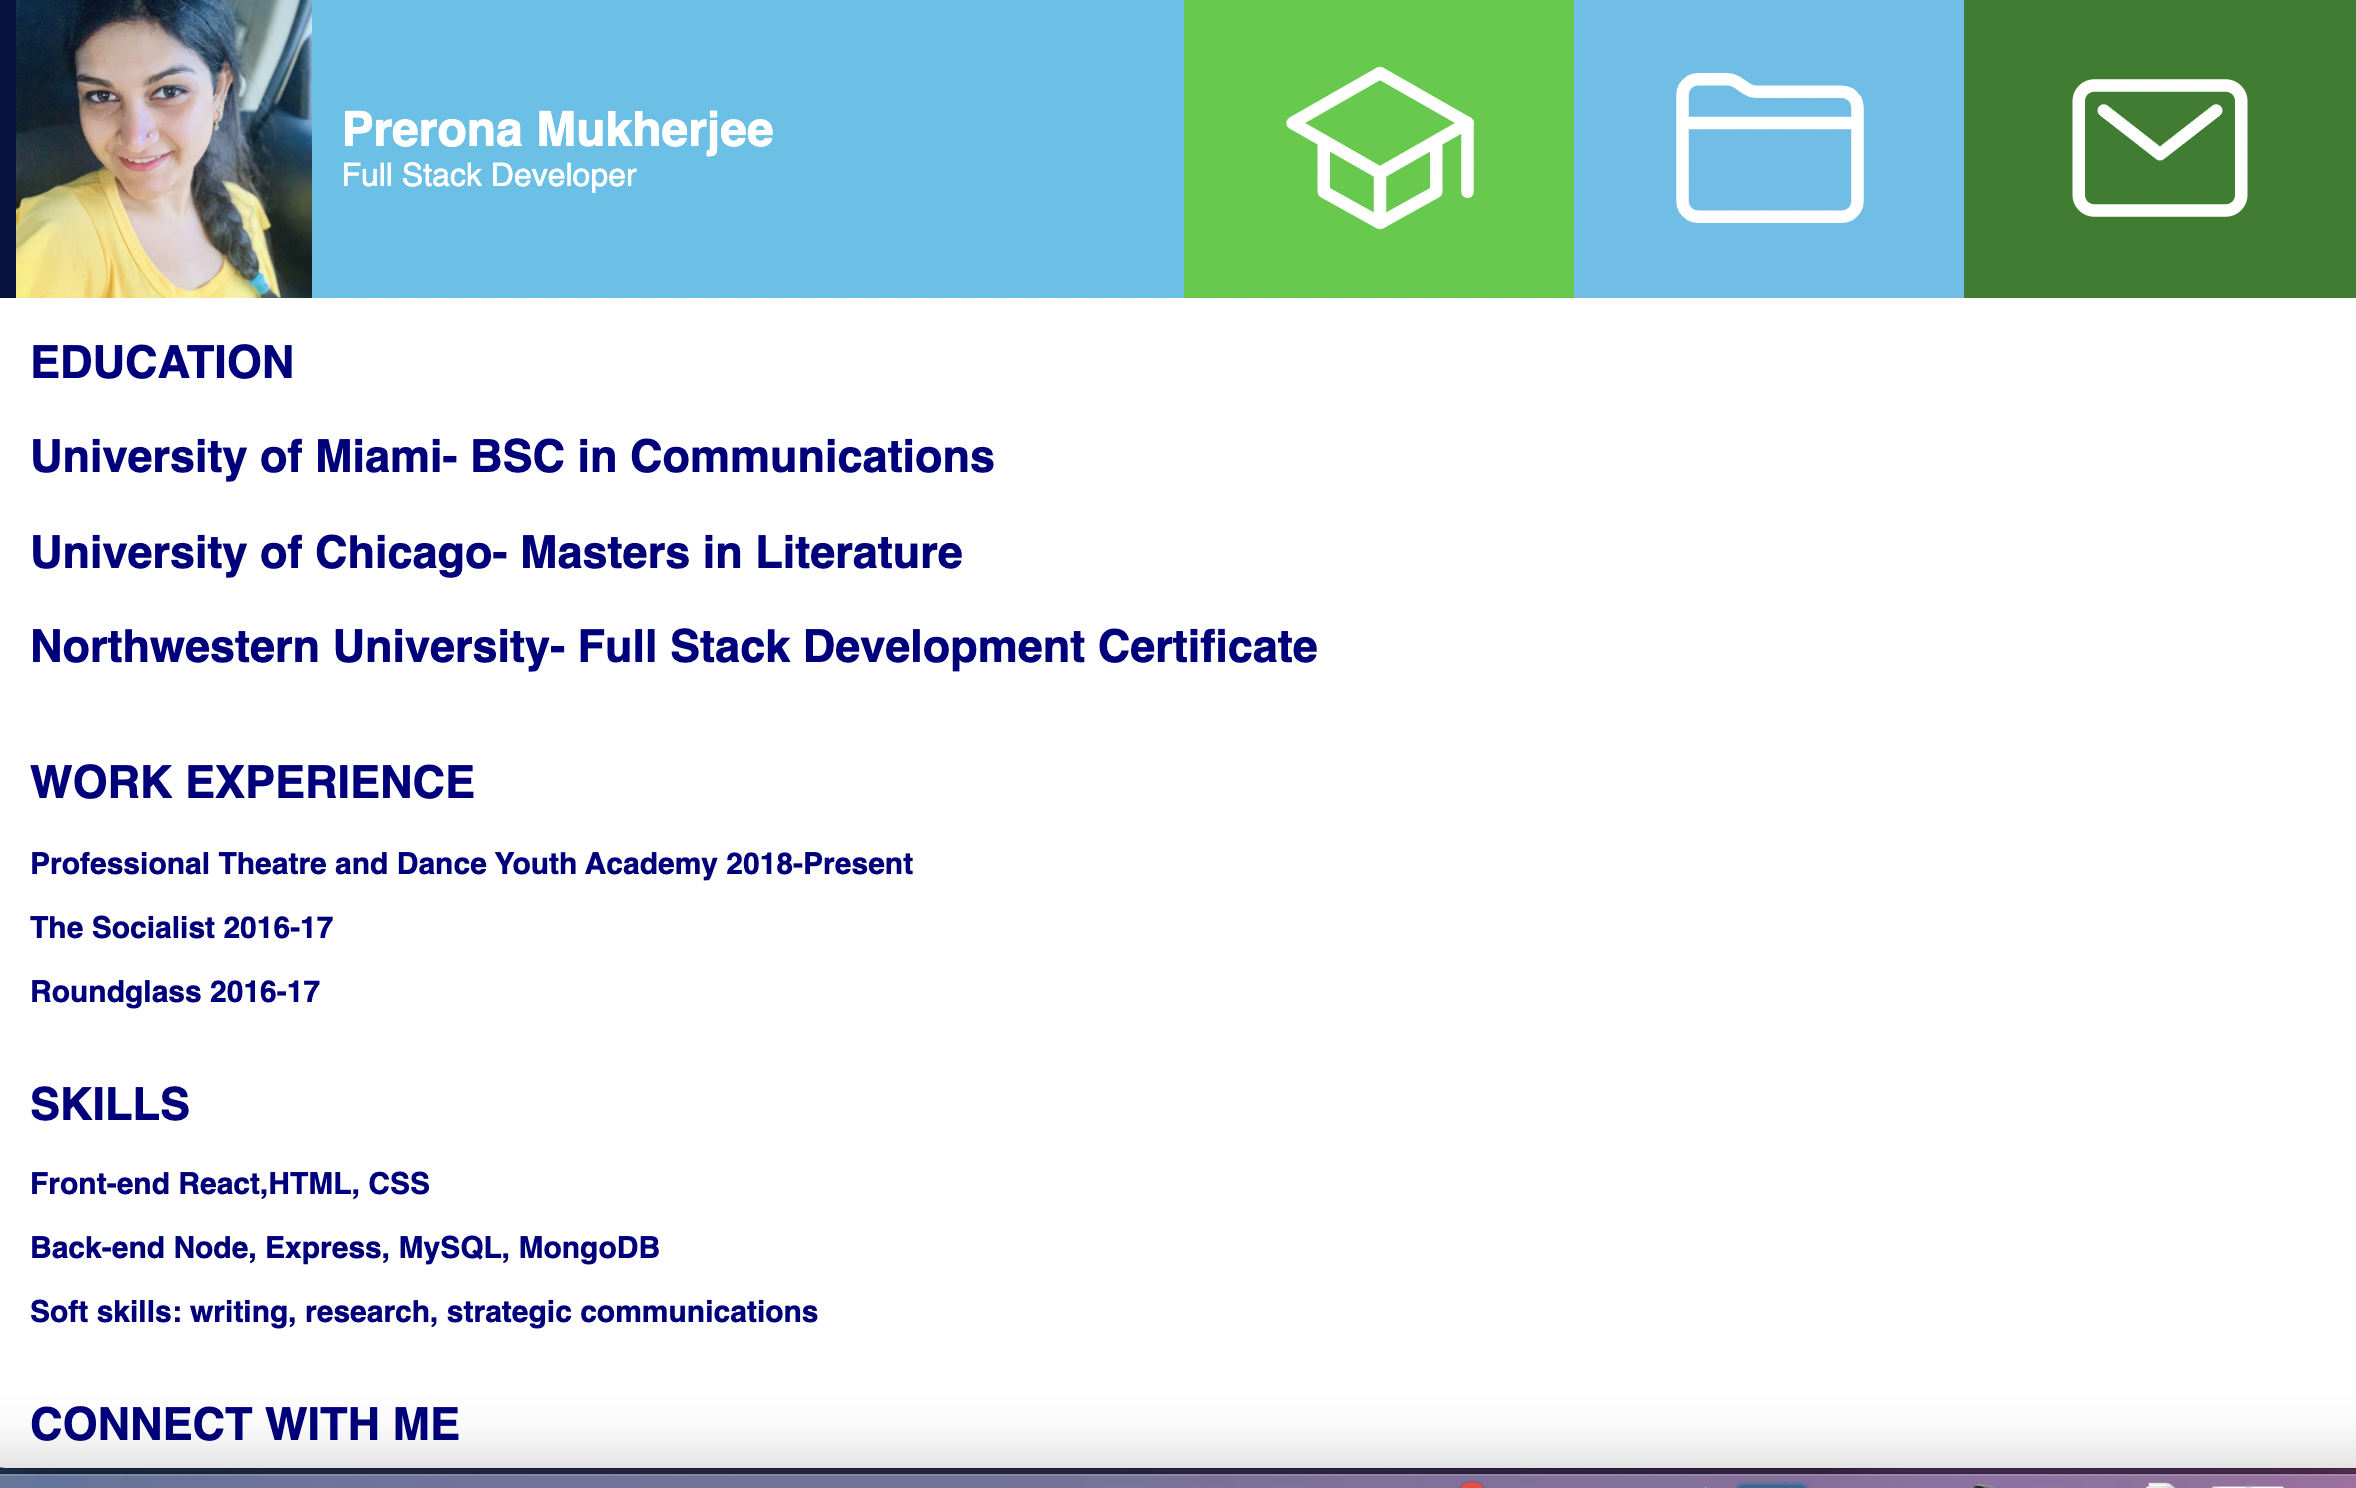 Prerona Mukherjee
Full Stack Developer
EDUCATION
University of Miami- BSC in Communications
University of Chicago- Masters in Literature
Northwestern University- Full Stack Development Certificate
WORK EXPERIENCE
Professional Theatre and Dance Youth Academy 2018-Present
The Socialist 2016-17
Roundglass 2016-17
SKILLS
Front-end React,HTML, CSS
Back-end Node, Express, MySQL, MongoDB
Soft skills: writing, research, strategic communications
CONNECT WITH ME